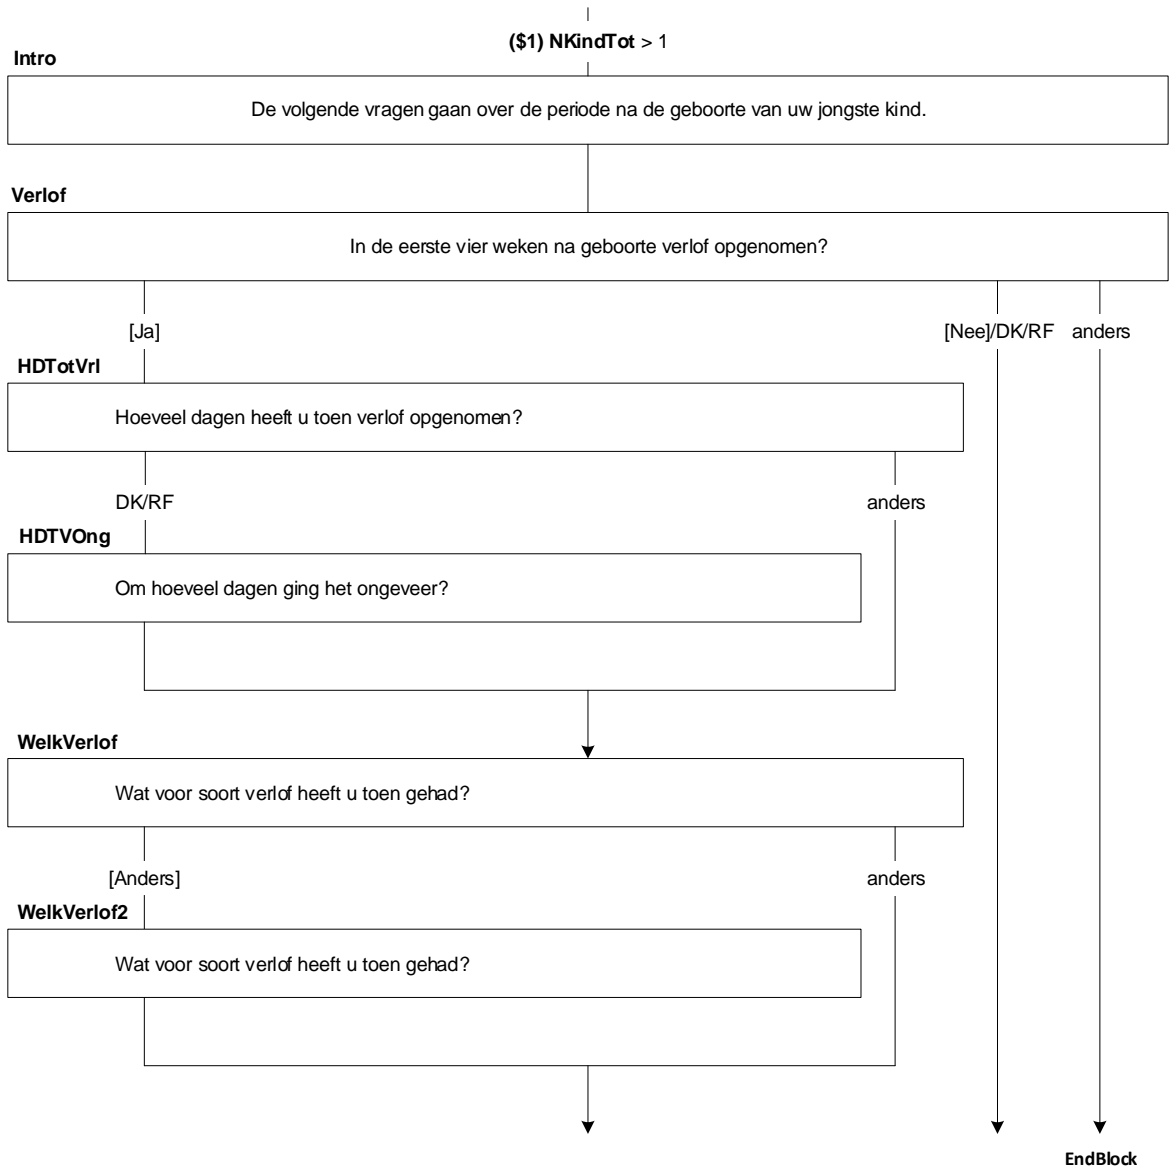 ($1) NKindTot > 1
Intro
De volgende vragen gaan over de periode na de geboorte van uw jongste kind.
Verlof
In de eerste vier weken na geboorte verlof opgenomen?
[Ja]
[Nee]/DK/RF
anders
HDTotVrl
Hoeveel dagen heeft u toen verlof opgenomen?
DK/RF
anders
HDTVOng
Om hoeveel dagen ging het ongeveer?
WelkVerlof
Wat voor soort verlof heeft u toen gehad?
[Anders]
anders
WelkVerlof2
Wat voor soort verlof heeft u toen gehad?
EndBlock